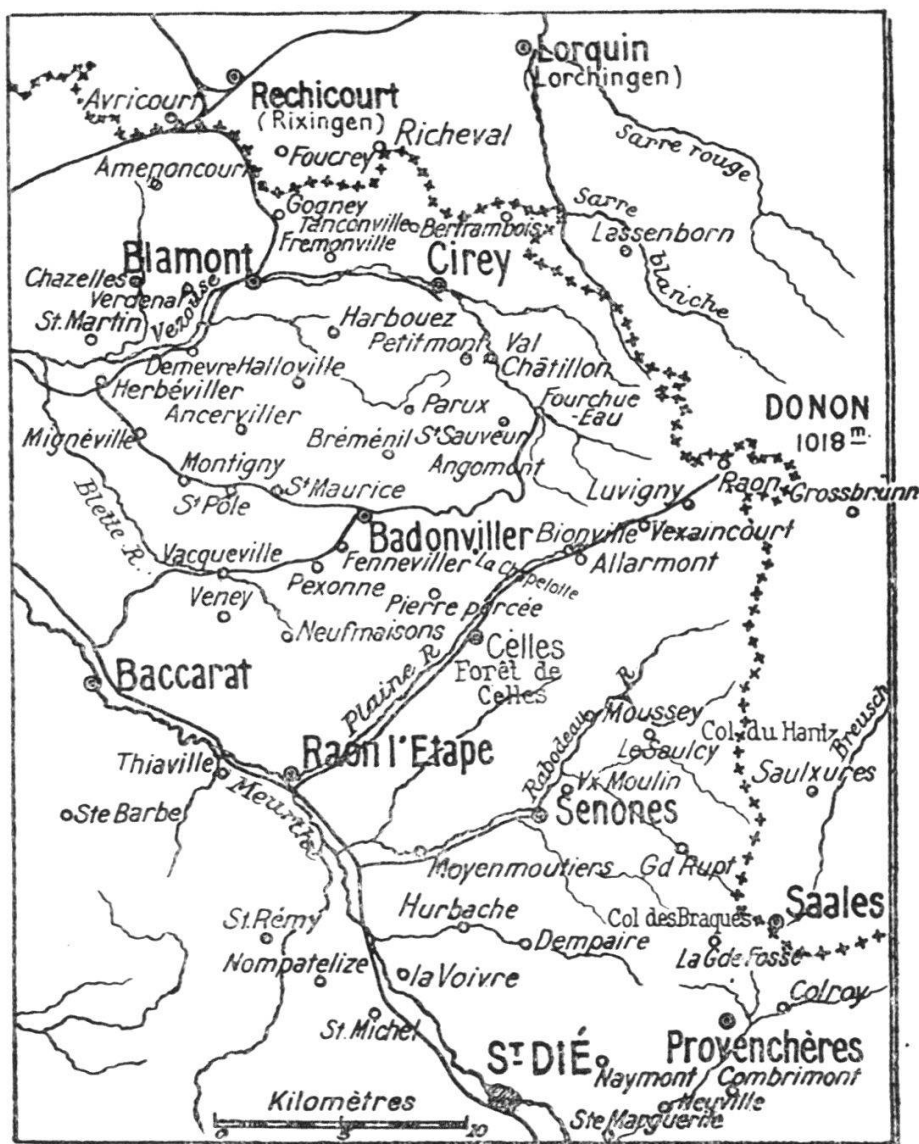 Lorquin
(Lorchingen)
Avricourt
Rechicourt
(Rixingen)
Richeval
Foucrey
Sarre rouge
Amenoncour
Gogney
Tanconville
Bertrambois
Sarre blanche
Lassenborn
Fremonville
Blamont
Cirey
Chazelles
Verdenal
Vezouse
St. Martin
Harbouez
Petitmont
Val
Châtillon
Demevre
Halloville
Herbéviller
Ancerviller
Parux
Fourchue
-Eau
DONON
1018 m.
Mignéville
Bréménil
St Sauveur
Angomont
Montigny
St Pôle
St Maurice
Luvigny
Raon
Grossbrunn
Blette R.
Badonviller
Bionville
Vexaincourt
Vacqueville
Fenneviller
La Chapelotte
Allarmont
Pexonne
Veney
Pierre percée
Neufmaisons
Celles
Forêt de
Celles
Plaine R
Baccarat
Rabodeau R
Moussey
Col du Hantz
Breusch
Raon l'Etape
Le Saulcy
Thiaville
Meurthe
Vx Moulin
Saulxures
Ste Barbe
Senones
Moyenmoutiers
Gd Rupt
St. Rémy
Hurbache
Col des Braques
Saales
Dempaire
La Gde Fosse
Nompatelize
la Voivre
Colroy
St. Michel
Provenchères
ST DIÉ
Naymont
Combrimont
Neuville
Ste Marguerite
Kilomètres
0 5 10